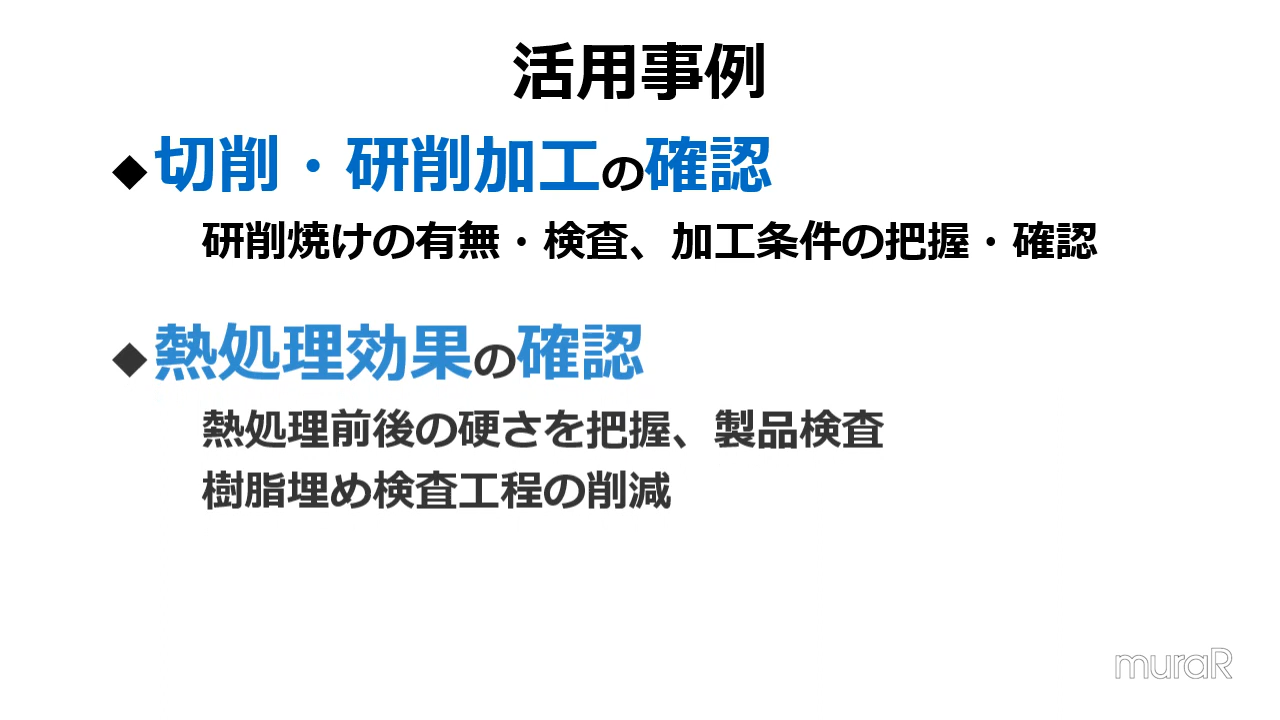 活用事例
◆切削・研削加工の確認
研削焼けの有無・検査、加工条件の把握・確認
◆熱処理効果の確認
熱処理前後の硬さを把握、製品検査
樹脂埋め検査工程の削減
muraR